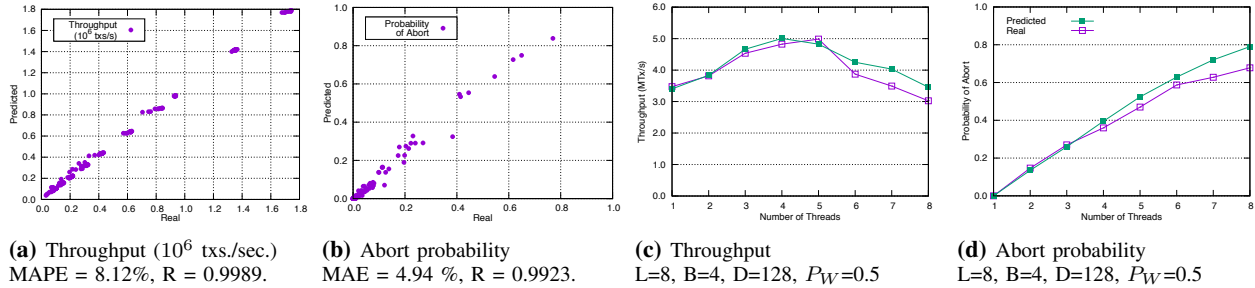 Throughput
(10⁶ txs/s)
Predicted
1.8
1.6
1.4
1.2
1.0
0.8
0.6
0.4
0.2
0.0
0.0 0.2 0.4 0.6 0.8 1.0 1.2 1.4 1.6 1.8
Real
(a) Throughput (10⁶ txs./sec.)
MAPE = 8.12%, R = 0.9989.
Probability
of Abort
Predicted
1.0
0.8
0.6
0.4
0.2
0.0
0.0 0.2 0.4 0.6 0.8 1.0
Real
(b) Abort probability
MAE = 4.94 %, R = 0.9923.
Throughput (MTx/s)
6.0
5.0
4.0
3.0
2.0
1.0
0.0
1 2 3 4 5 6 7 8
Number of Threads
(c) Throughput
L=8, B=4, D=128, P_W=0.5
Predicted
Real
Probability of Abort
1.0
0.8
0.6
0.4
0.2
0.0
1 2 3 4 5 6 7 8
Number of Threads
(d) Abort probability
L=8, B=4, D=128, P_W=0.5